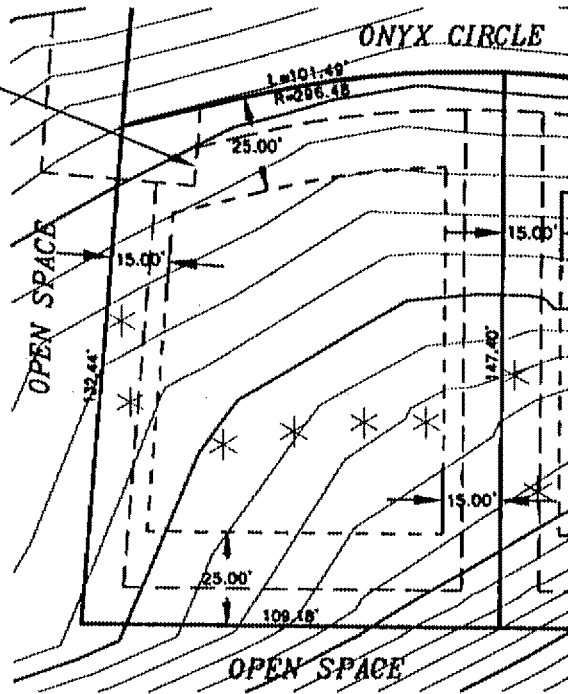 ONYX CIRCLE
L=101.49'
R=296.48
25.00'
OPEN SPACE
15.00'
15.00'
132.44'
147.40'
15.00'
25.00'
109.18'
OPEN SPACE